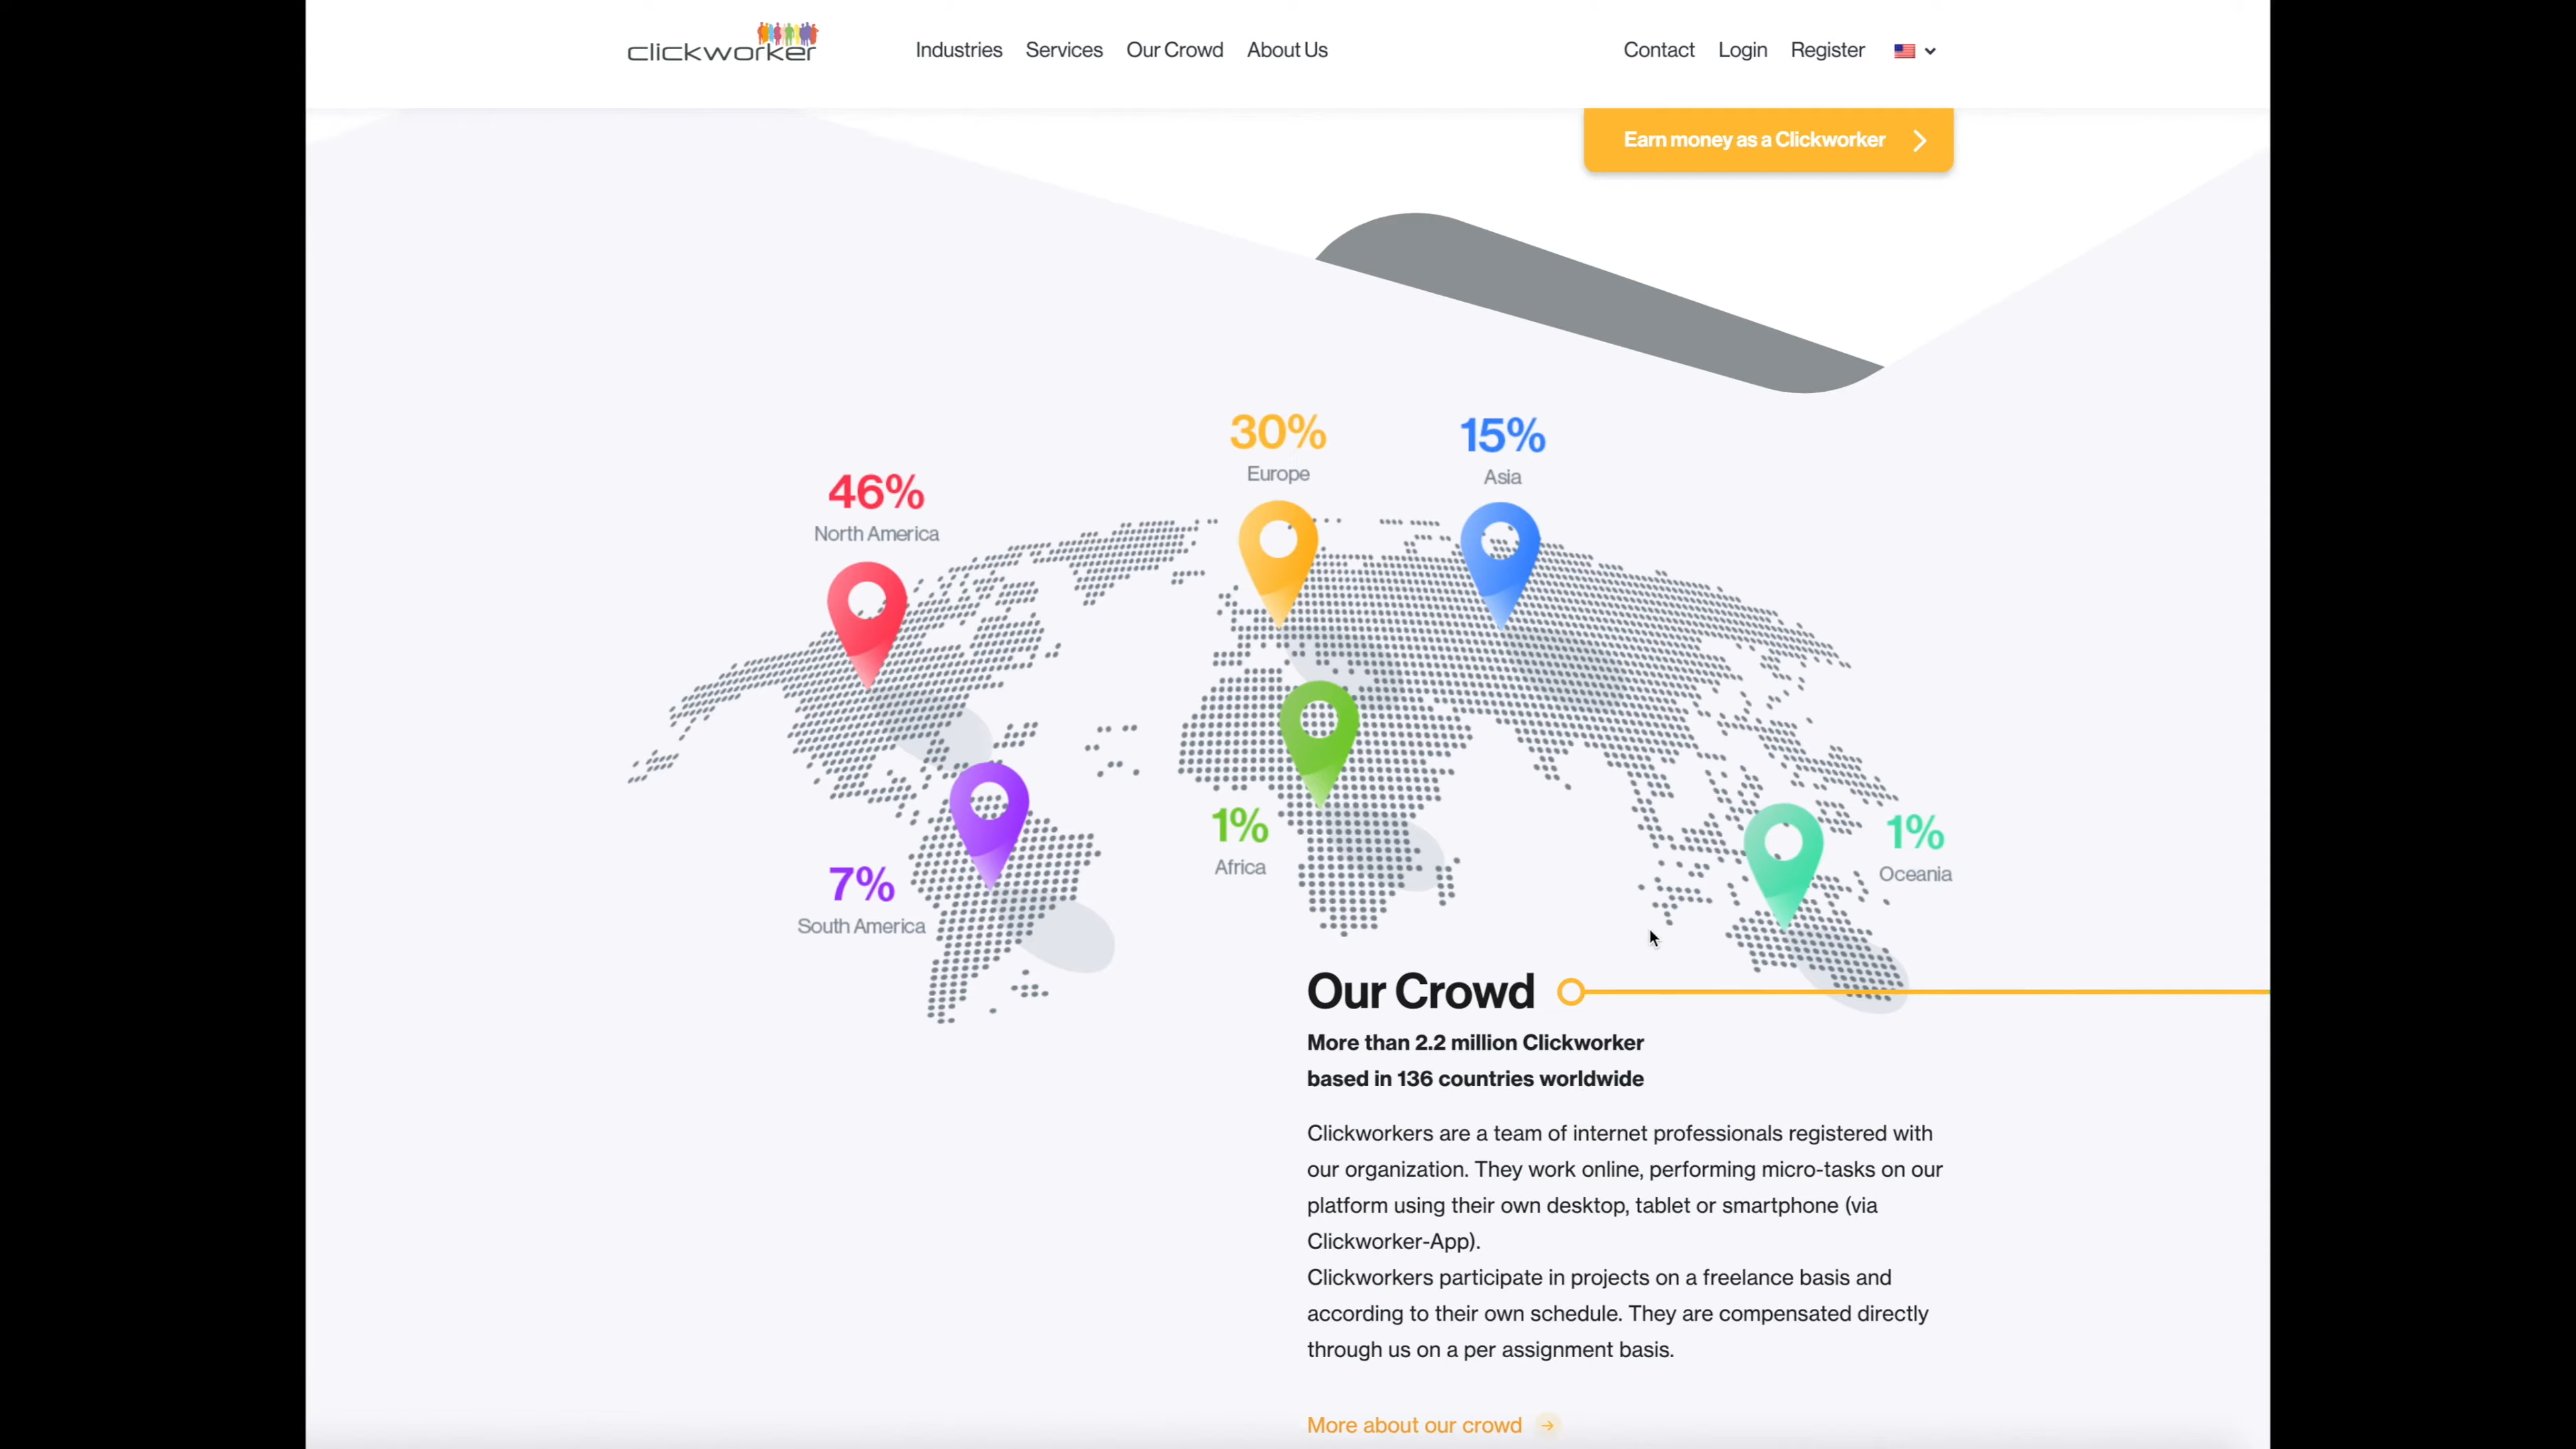 clickworker
Industries Services Our Crowd About Us
Contact Login Register
Earn money as a Clickworker
30%
Europe
15%
Asia
46%
North America
1%
Africa
1%
Oceania
7%
South America
Our Crowd
More than 2.2 million Clickworker
based in 136 countries worldwide
Clickworkers are a team of internet professionals registered with
our organization. They work online, performing micro-tasks on our
platform using their own desktop, tablet or smartphone (via
Clickworker-App).
Clickworkers participate in projects on a freelance basis and
according to their own schedule. They are compensated directly
through us on a per assignment basis.
More about our crowd